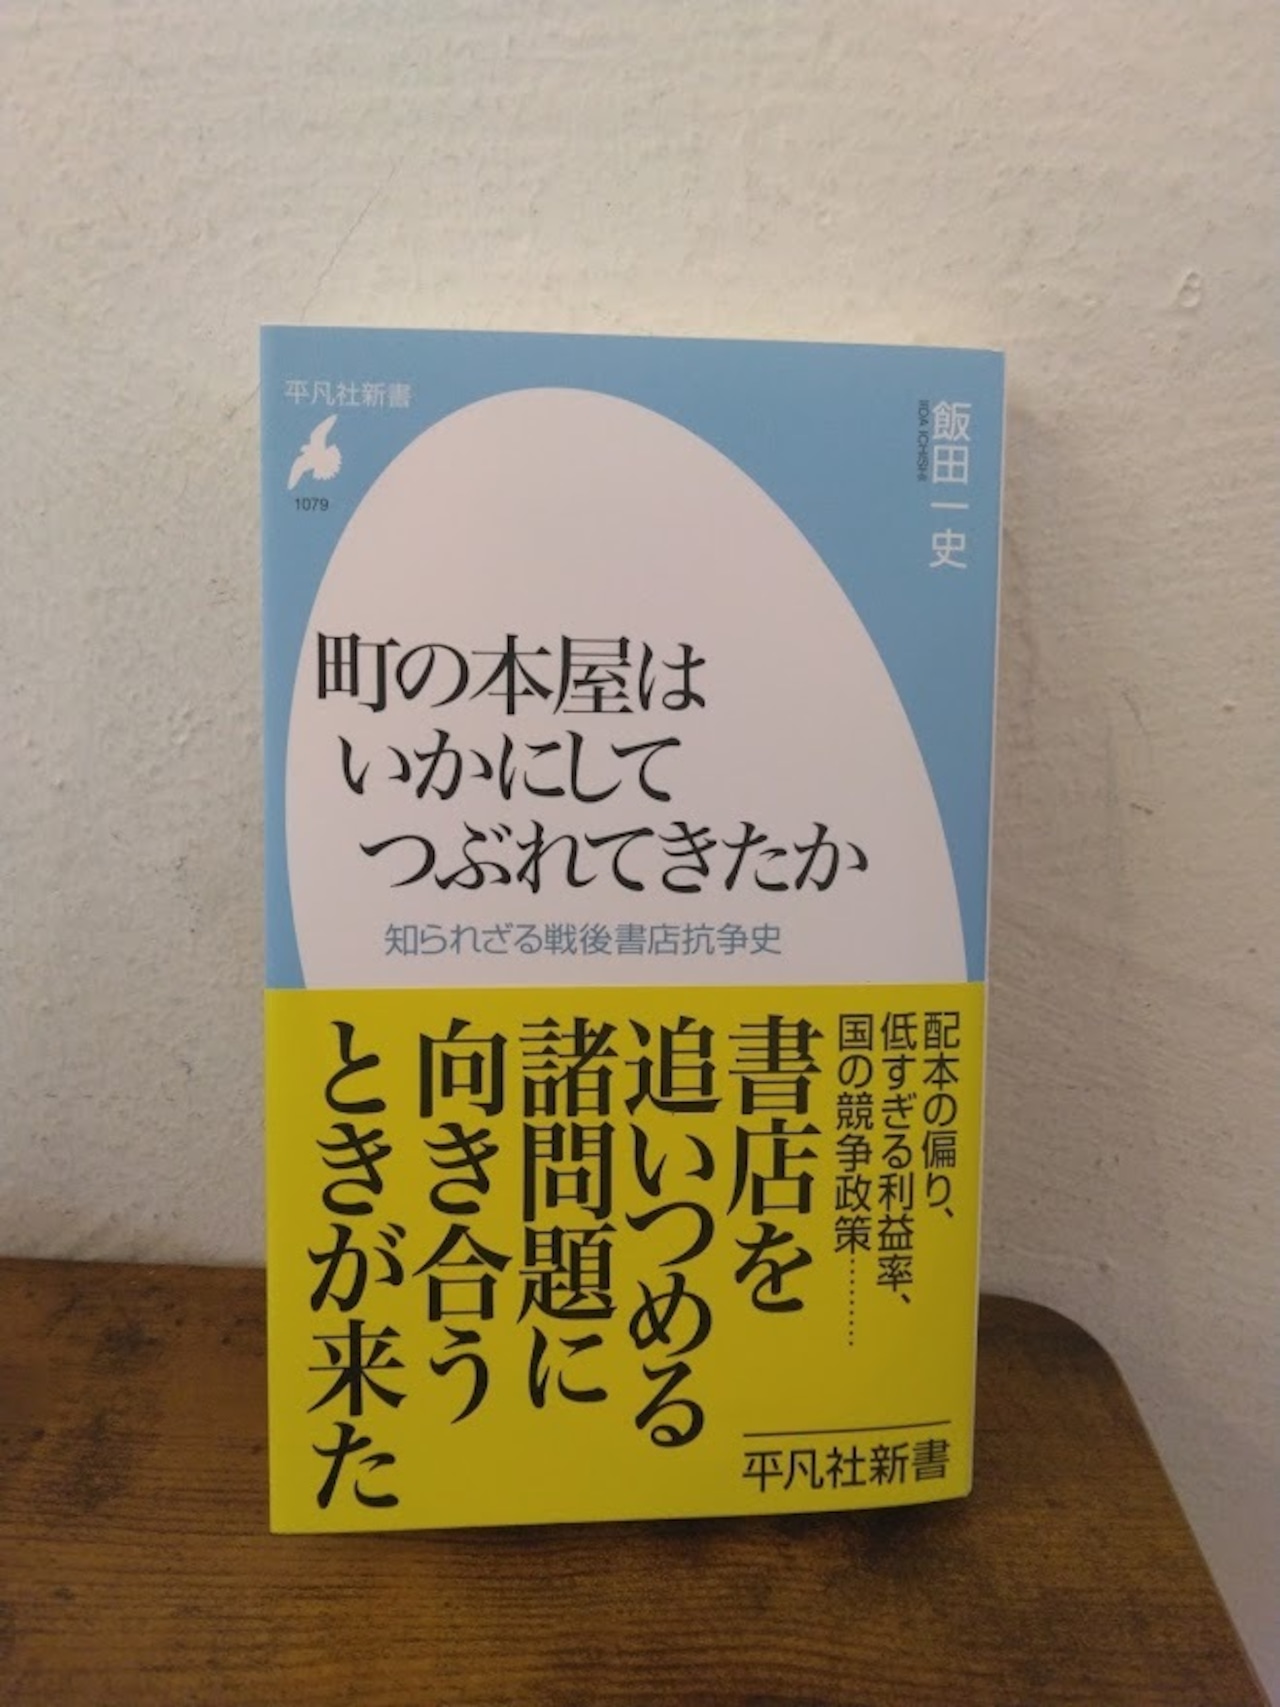 平凡社新書
1079
飯田一史
IIDA ICHISHI
町の本屋は
いかにして
つぶれてきたか
知られざる戦後書店抗争史
配本の偏り、
低すぎる利益率、
国の競争政策………
書店を
追いつめる
諸問題に
向き合う
ときが来た
平凡社新書